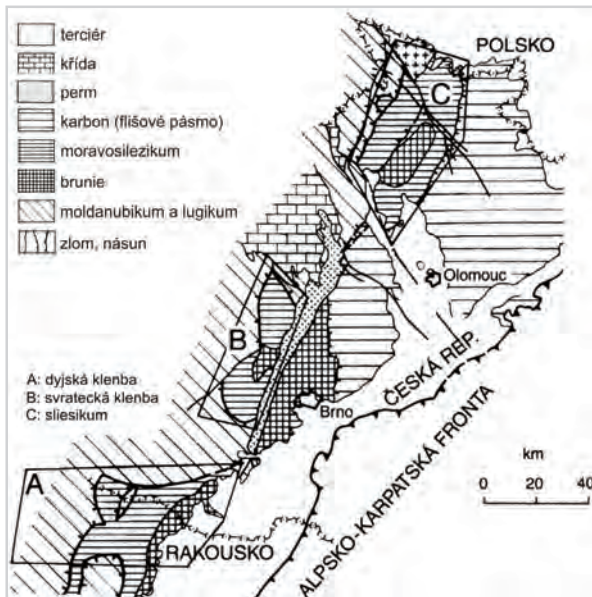 terciér
křída
perm
karbon (flišové pásmo)
moravosilezikum
brunie
moldanubikum a lugikum
zlom, násun
A: dyjská klenba
B: svratecká klenba
C: sliesikum
POLSKO
C
Olomouc
B
ČESKÁ REP.
Brno
A
RAKOUSKO
ALPSKO-KARPATSKÁ FRONTA
km
0 20 40